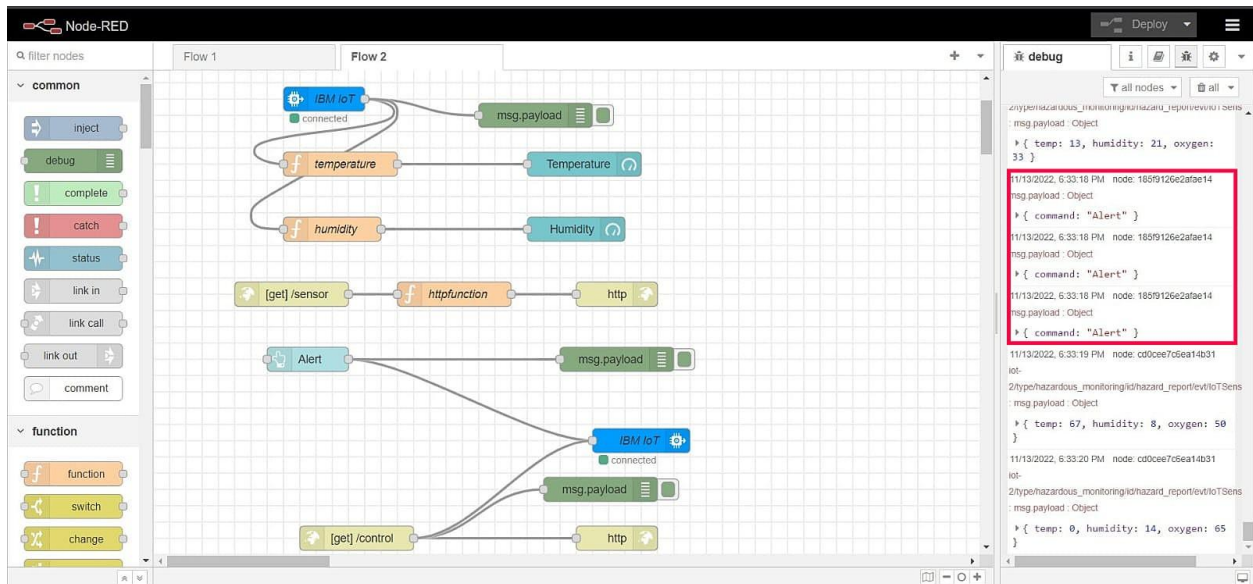 Node-RED
Deploy
filter nodes
common
inject
debug
complete
catch
status
link in
link call
link out
comment
function
function
switch
change
Flow 1
Flow 2
IBM IoT
connected
msg.payload
temperature
Temperature
humidity
Humidity
[get] /sensor
httpfunction
http
Alert
msg.payload
IBM IoT
connected
msg.payload
[get] /control
http
debug
all nodes
all
2/type/hazardous_monitoring/id/hazard_report/evt/IoTSens
: msg.payload : Object
{ temp: 13, humidity: 21, oxygen:
33 }
11/13/2022, 6:33:18 PM node: 185f9126e2afae14
msg.payload : Object
{ command: "Alert" }
11/13/2022, 6:33:18 PM node: 185f9126e2afae14
msg.payload : Object
{ command: "Alert" }
11/13/2022, 6:33:18 PM node: 185f9126e2afae14
msg.payload : Object
{ command: "Alert" }
11/13/2022, 6:33:19 PM node: cd0cee7c6ea14b31
iot-
2/type/hazardous_monitoring/id/hazard_report/evt/IoTSens
: msg.payload : Object
{ temp: 67, humidity: 8, oxygen: 50
}
11/13/2022, 6:33:20 PM node: cd0cee7c6ea14b31
iot-
2/type/hazardous_monitoring/id/hazard_report/evt/IoTSens
: msg.payload : Object
{ temp: 0, humidity: 14, oxygen: 65
}